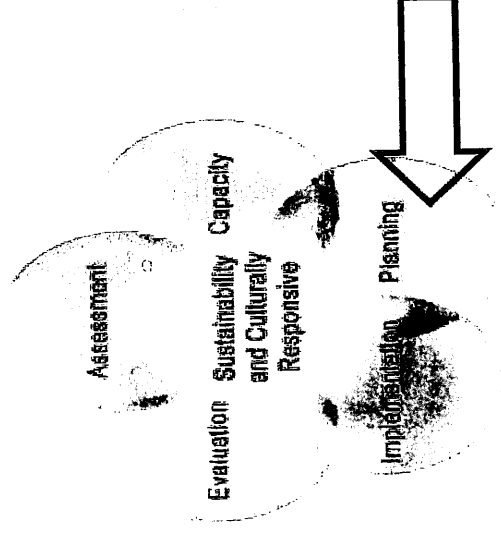 Assessment
Capacity
Sustainability
and Culturally
Responsive
Evaluation
Planning
Implementation